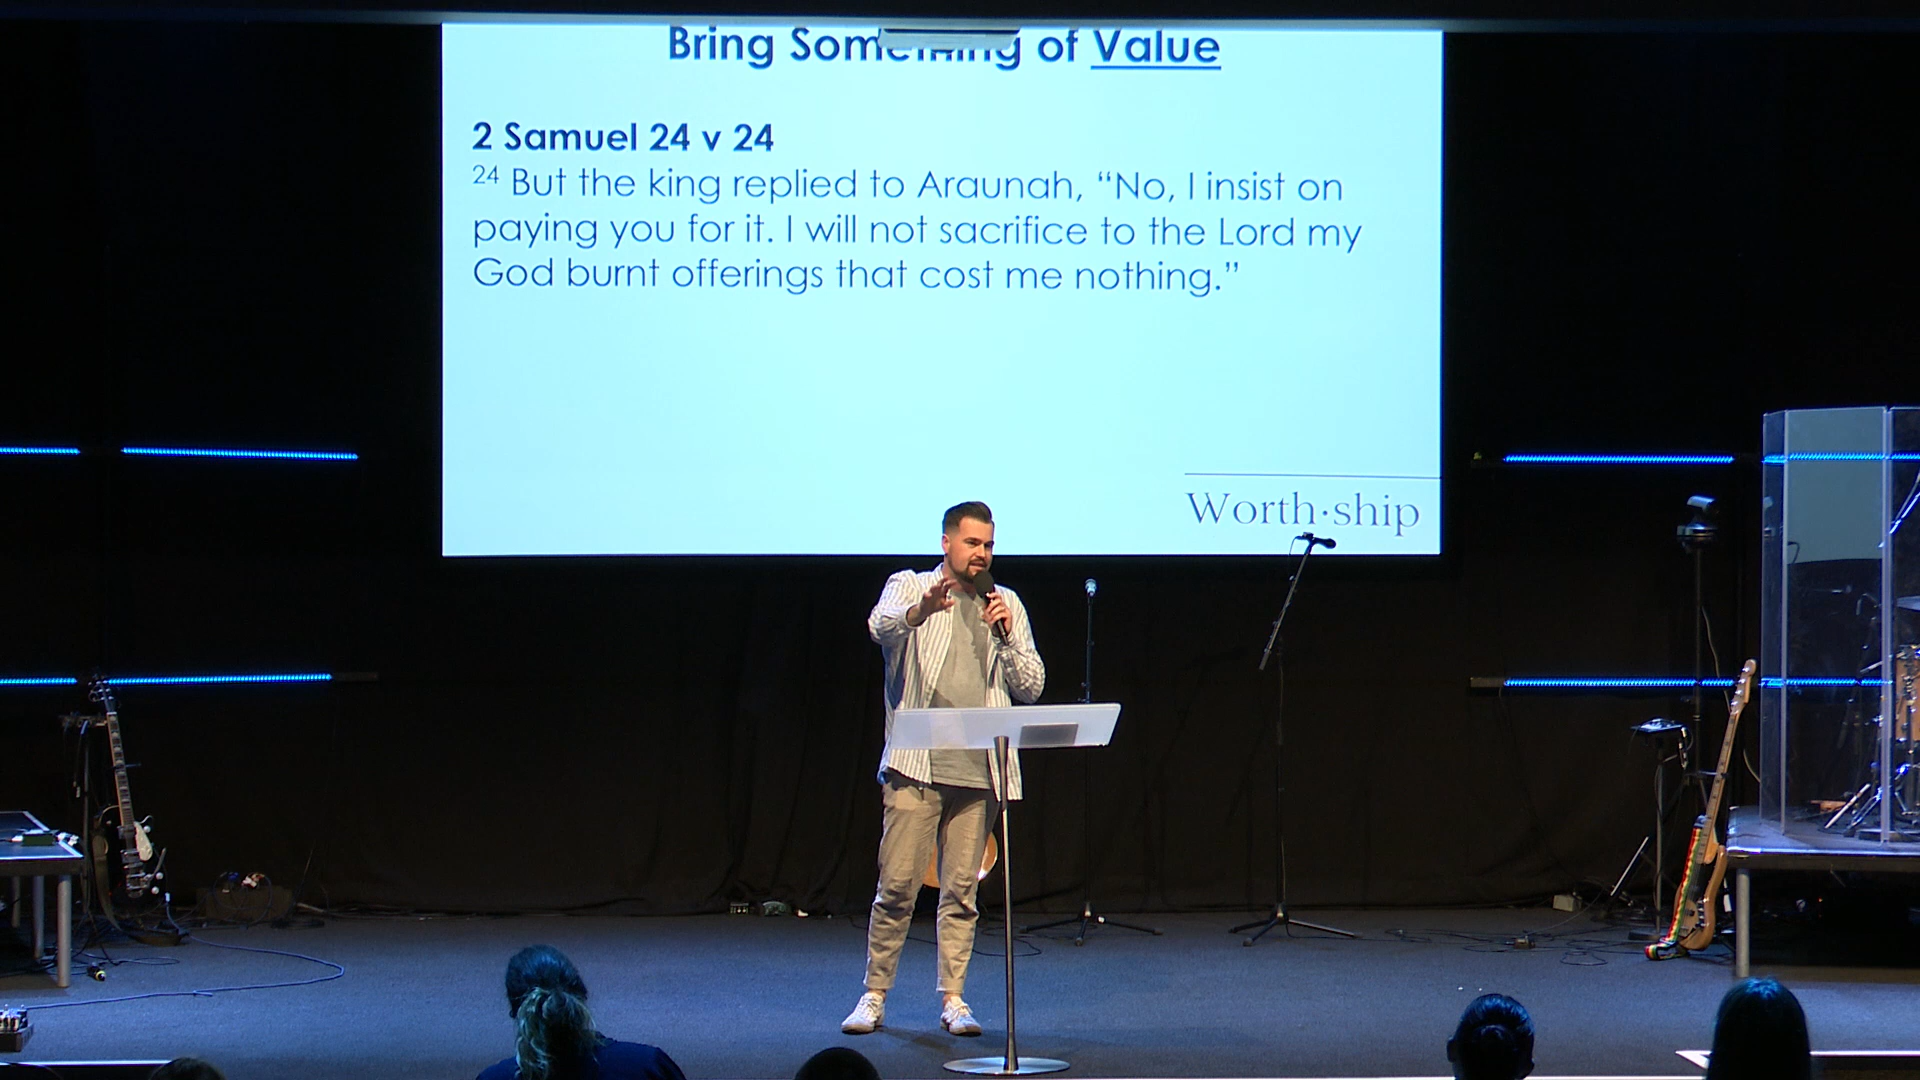 Bring Something of Value
2 Samuel 24 v 24
24 But the king replied to Araunah, “No, I insist on
paying you for it. I will not sacrifice to the Lord my
God burnt offerings that cost me nothing.”
Worth·ship